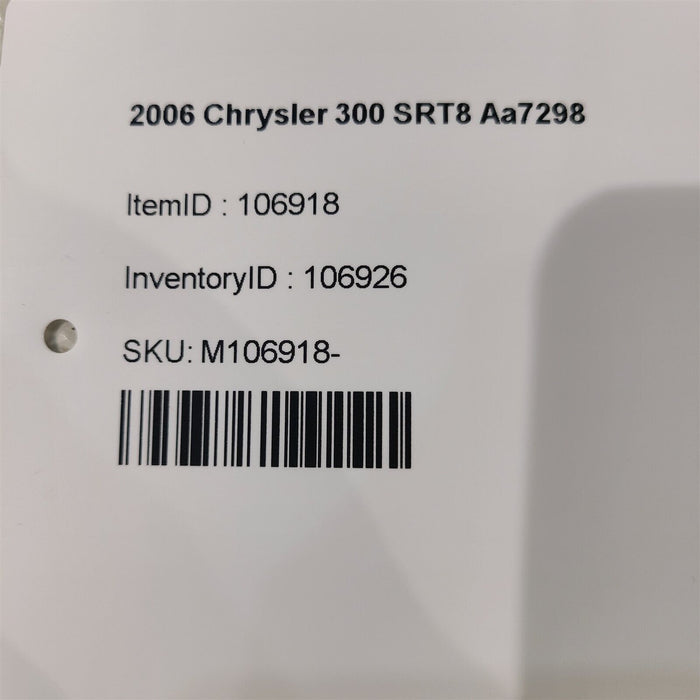 2006 Chrysler 300 SRT8 Aa7298
ItemID : 106918
InventoryID : 106926
SKU: M106918-